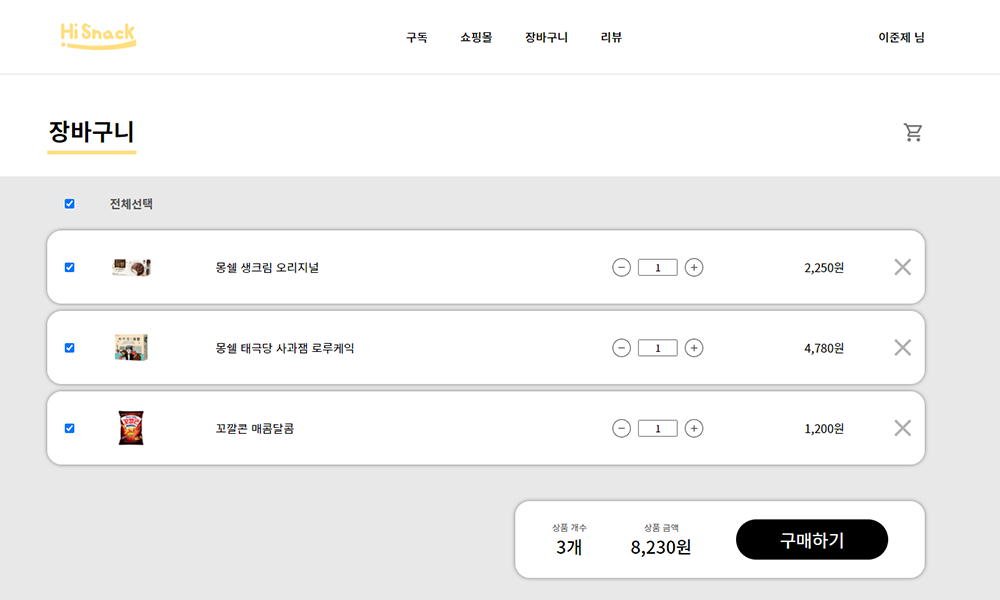 Hi Snack
구독 쇼핑몰 장바구니 리뷰 이준제 님
장바구니
전체선택
몽쉘 생크림 오리지널 1 2,250원
몽쉘 태극당 사과잼 로루케익 1 4,780원
꼬깔콘 매콤달콤 1 1,200원
상품 개수 상품 금액
3개 8,230원 구매하기